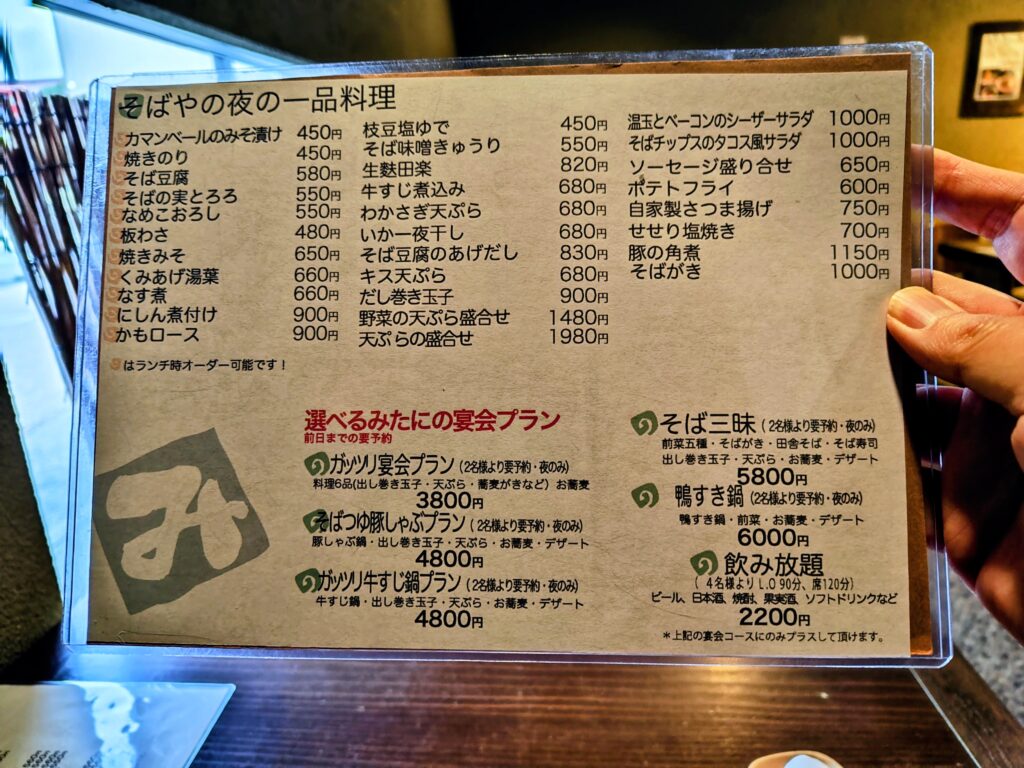 そばやの夜の一品料理
カマンベールのみそ漬け 450円
焼きのり 450円
そば豆腐 580円
そばの実とろろ 550円
なめこおろし 550円
板わさ 480円
焼きみそ 650円
くみあげ湯葉 660円
なす煮 660円
にしん煮付け 900円
かもロース 900円
のはランチ時オーダー可能です！
枝豆塩ゆで 450円
そば味噌きゅうり 550円
生麩田楽 820円
牛すじ煮込み 680円
わかさぎ天ぷら 680円
いか一夜干し 680円
そば豆腐のあげだし 830円
キス天ぷら 680円
だし巻き玉子 900円
野菜の天ぷら盛合せ 1480円
天ぷらの盛合せ 1980円
温玉とベーコンのシーザーサラダ 1000円
そばチップスのタコス風サラダ 1000円
ソーセージ盛り合せ 650円
ポテトフライ 600円
自家製さつま揚げ 750円
せせり塩焼き 700円
豚の角煮 1150円
そばがき 1000円
み
選べるみたにの宴会プラン
前日までの要予約
の ガッツリ宴会プラン（2名様より要予約・夜のみ）
料理6品(出し巻き玉子・天ぷら・蕎麦がきなど）お蕎麦
3800円
の そばつゆ豚しゃぶプラン（2名様より要予約・夜のみ）
豚しゃぶ鍋・出し巻き玉子・天ぷら・お蕎麦・デザート
4800円
の ガッツリ牛すじ鍋プラン（2名様より要予約・夜のみ）
牛すじ鍋・出し巻き玉子・天ぷら・お蕎麦・デザート
4800円
の そば三昧（2名様より要予約・夜のみ）
前菜五種・そばがき・田舎そば・そば寿司
出し巻き玉子・天ぷら・お蕎麦・デザート
5800円
の 鴨すき鍋（2名様より要予約・夜のみ）
鴨すき鍋・前菜・お蕎麦・デザート
6000円
の 飲み放題
（４名様よりL.O 90分、席120分）
ビール、日本酒、焼酎、果実酒、ソフトドリンクなど
2200円
＊上記の宴会コースにのみプラスして頂けます。